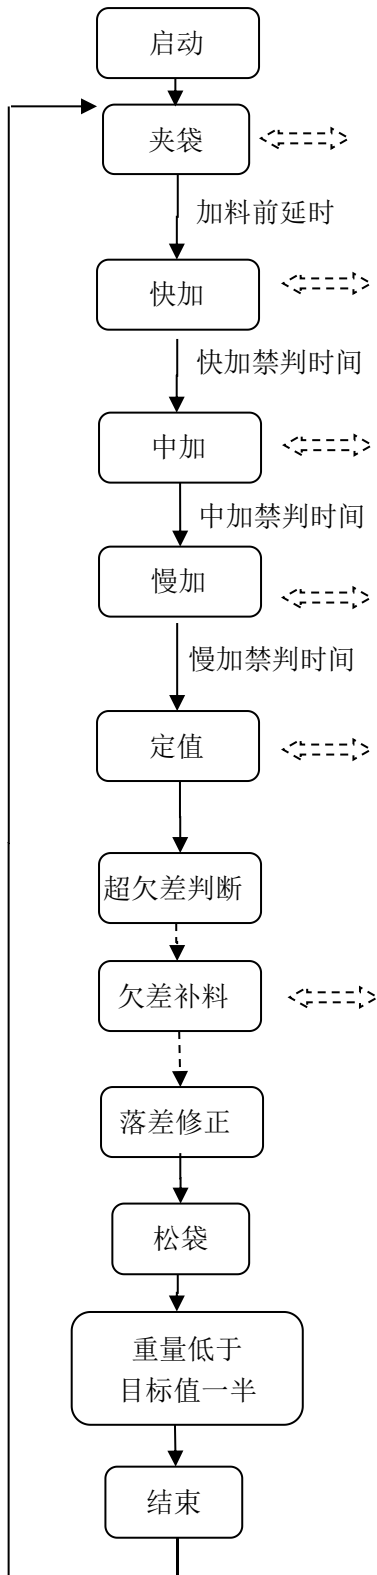 启动
夹袋
加料前延时
快加
快加禁判时间
中加
中加禁判时间
慢加
慢加禁判时间
定值
超欠差判断
欠差补料
落差修正
松袋
重量低于
目标值一半
结束